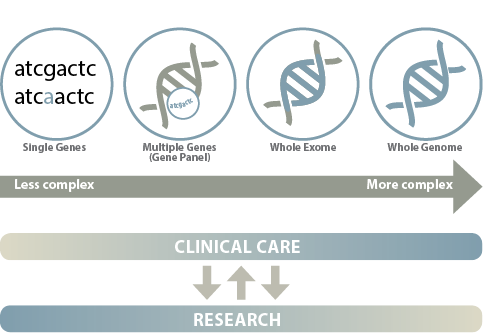 atcgactc
atcaactc
atcgactc
Single Genes
Multiple Genes
(Gene Panel)
Whole Exome
Whole Genome
Less complex
More complex
CLINICAL CARE
RESEARCH